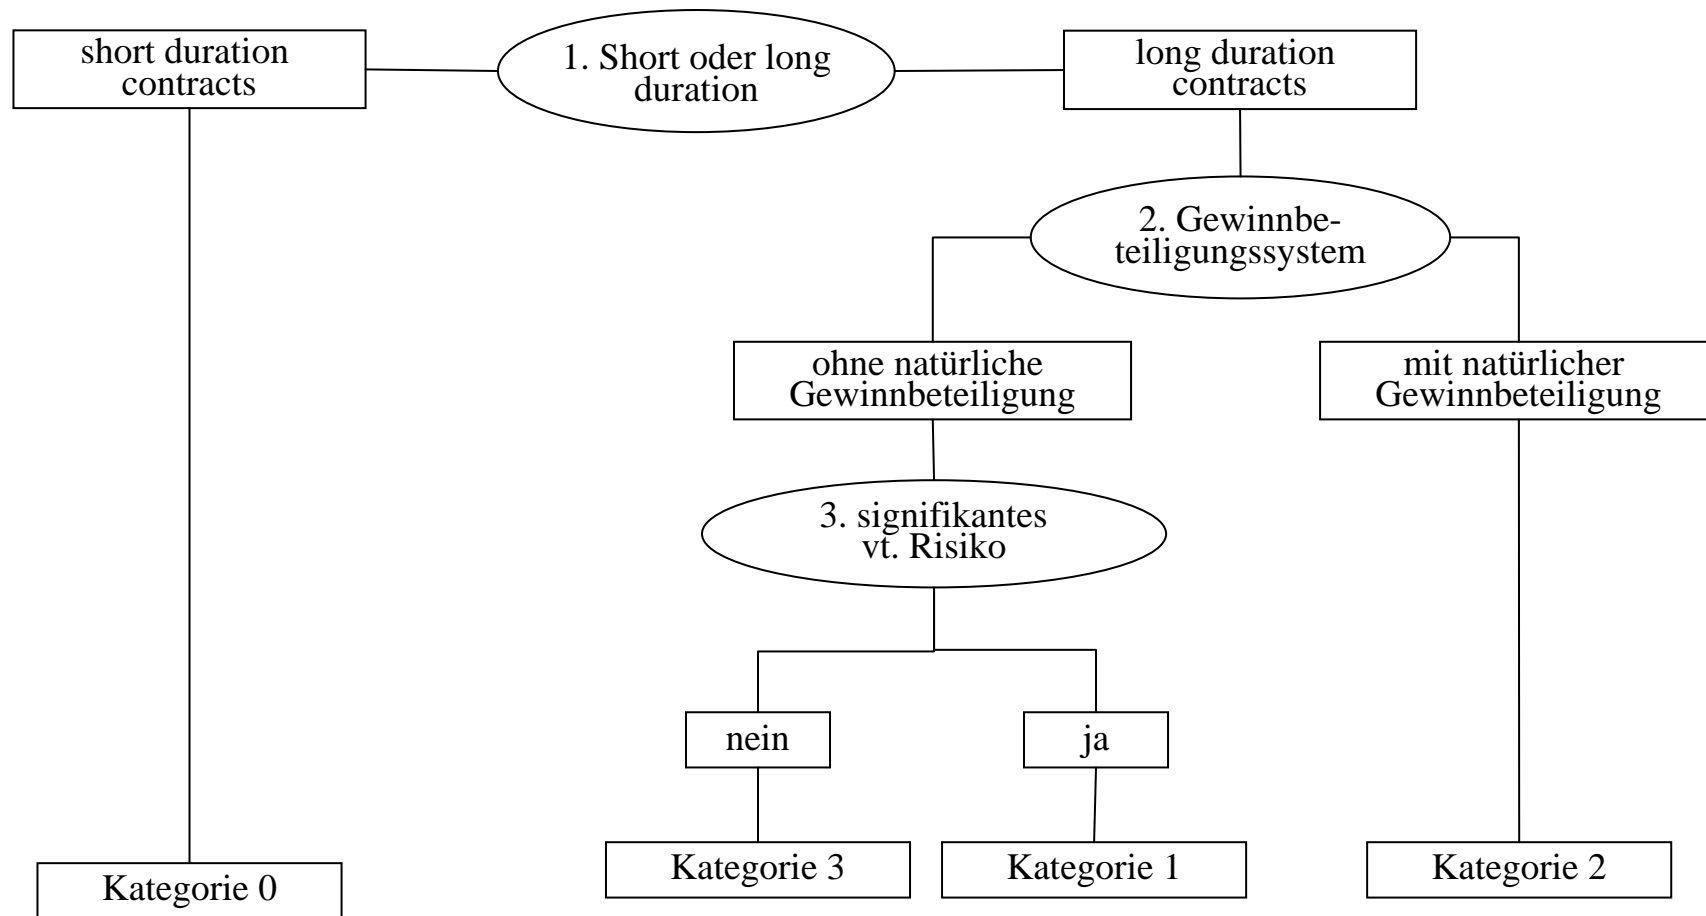 short duration
contracts
1. Short oder long
duration
long duration
contracts
2. Gewinnbe-
teiligungssystem
ohne natürliche
Gewinnbeteiligung
mit natürlicher
Gewinnbeteiligung
3. signifikantes
vt. Risiko
nein
ja
Kategorie 0
Kategorie 3
Kategorie 1
Kategorie 2